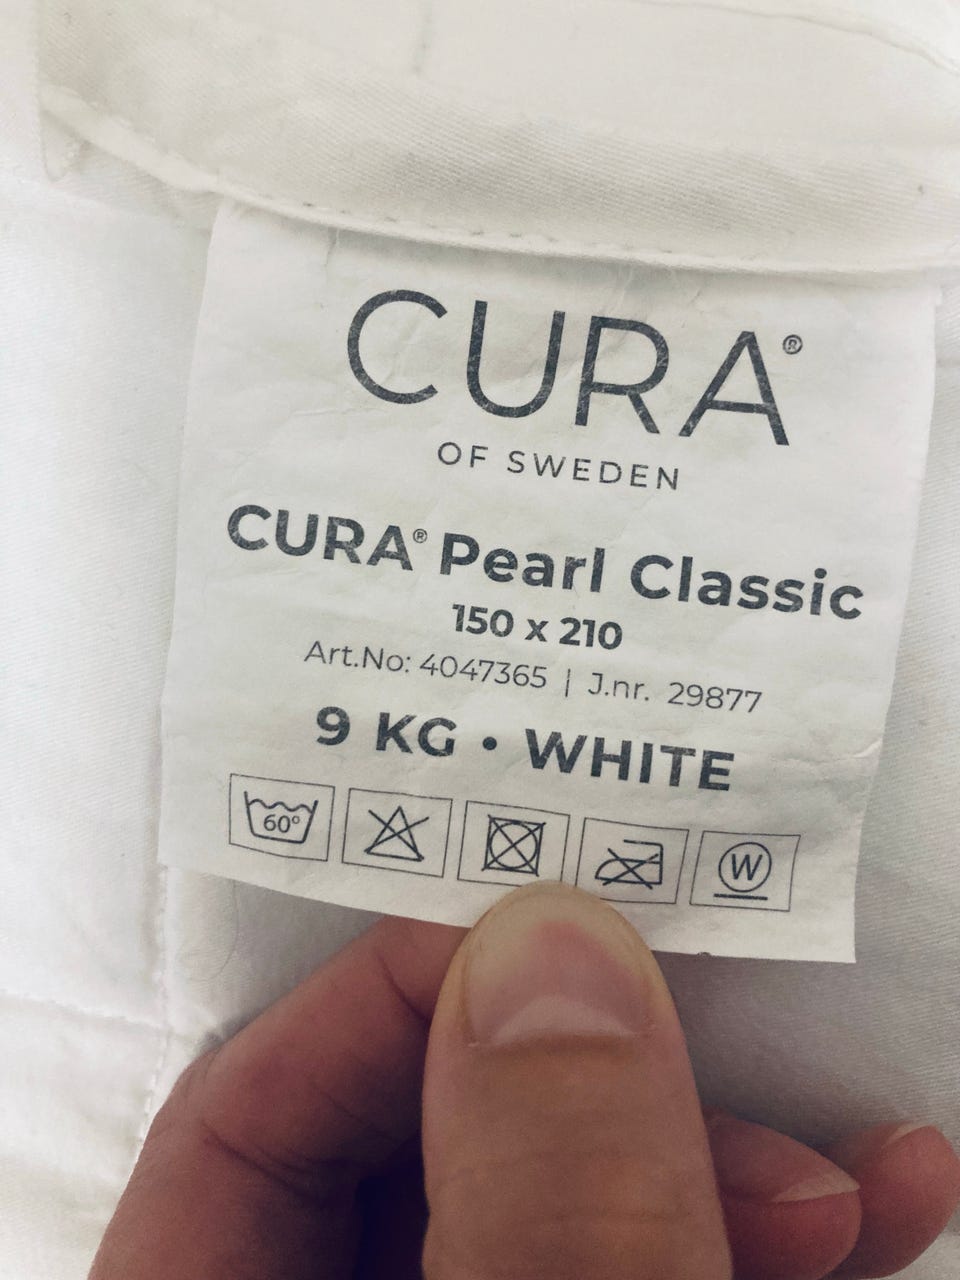 CURA®
OF SWEDEN
CURA® Pearl Classic
150 x 210
Art.No: 4047365 | J.nr. 29877
9 KG • WHITE
60° W